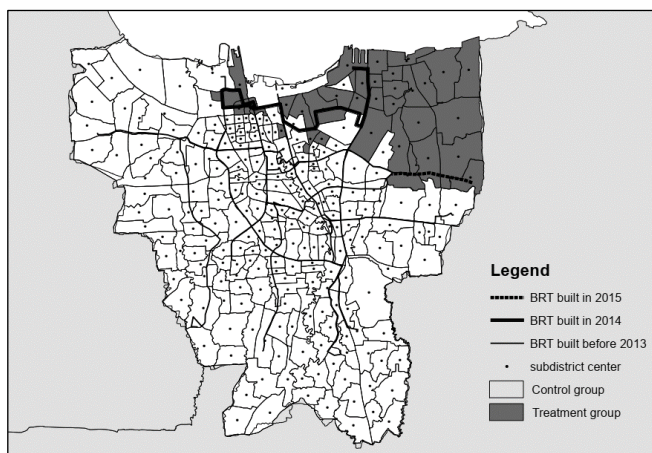 Legend
BRT built in 2015
BRT built in 2014
BRT built before 2013
subdistrict center
Control group
Treatment group